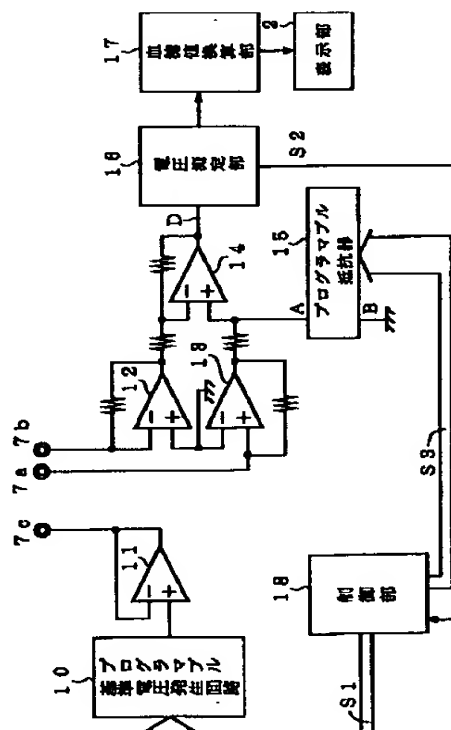 10
プログラマブル
基準電圧発生回路
11
7c
7a
7b
12
13
14
D
16
電圧測定部
17
血糖値換算部
2
表示部
A
B
15
プログラマブル
抵抗器
S2
S3
18
制御部
S1
−
+
−
+
−
+
−
+